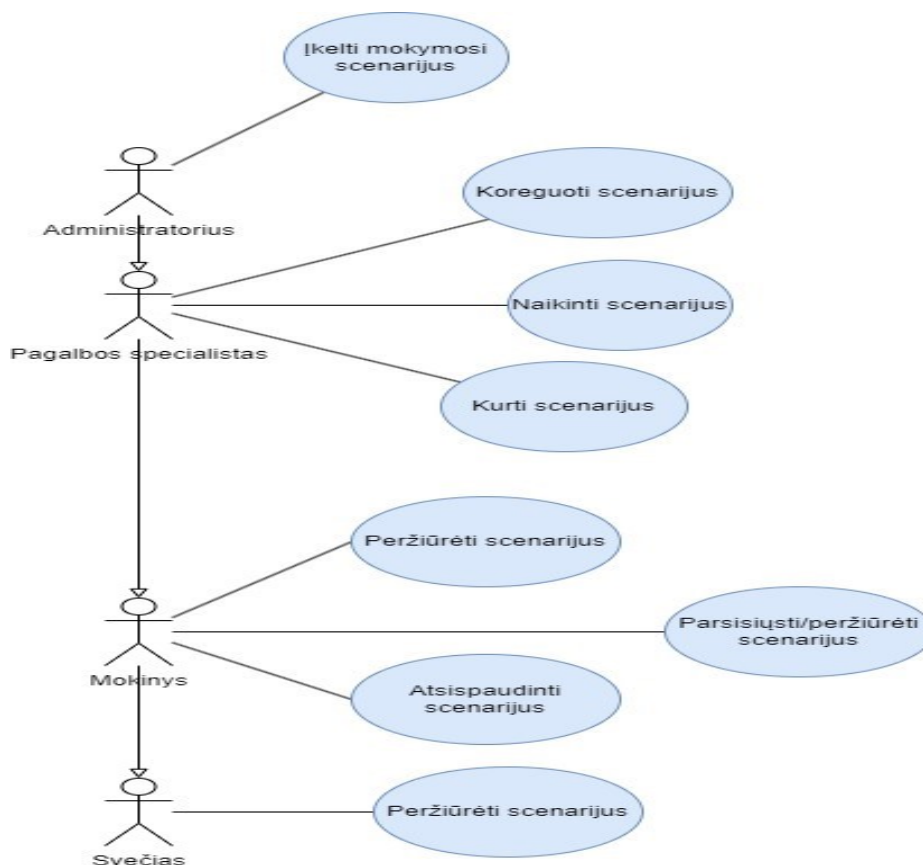 Įkelti mokymosi
scenarijus
Administratorius
Koreguoti scenarijus
Naikinti scenarijus
Pagalbos specialistas
Kurti scenarijus
Peržiūrėti scenarijus
Parsisiųsti/peržiūrėti
scenarijus
Mokinys
Atsispaudinti
scenarijus
Peržiūrėti scenarijus
Svečias